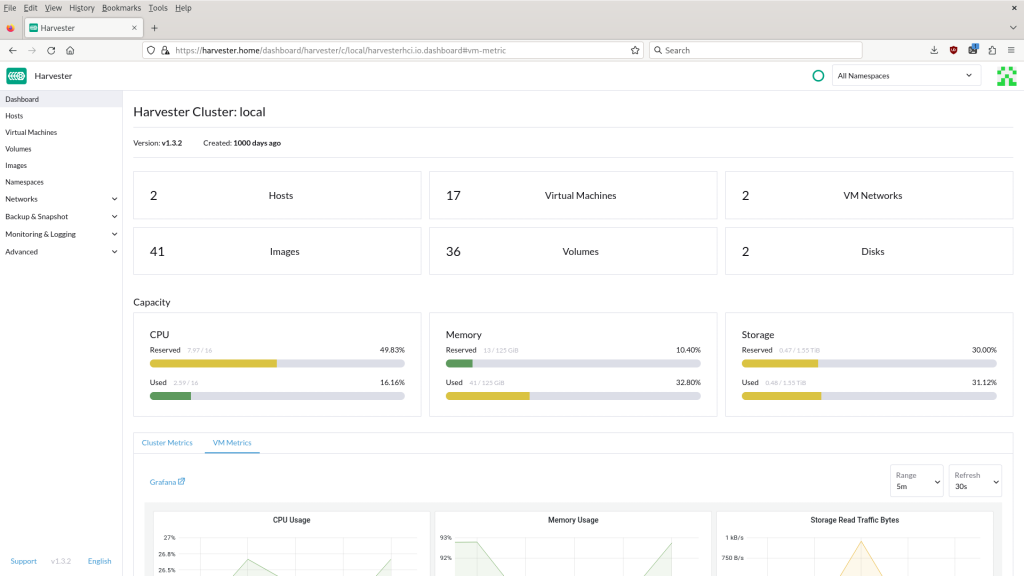 File Edit View History Bookmarks Tools Help
Harvester
https://harvester.home/dashboard/harvester/c/local/harvesterhci.io.dashboard#vm-metric
Search
Harvester
All Namespaces
Dashboard
Hosts
Virtual Machines
Volumes
Images
Namespaces
Networks
Backup & Snapshot
Monitoring & Logging
Advanced
Support v1.3.2 English
Harvester Cluster: local
Version: v1.3.2 Created: 1000 days ago
2 Hosts
17 Virtual Machines
2 VM Networks
41 Images
36 Volumes
2 Disks
Capacity
CPU
Reserved 7.97 / 16 49.83%
Used 2.59 / 16 16.16%
Memory
Reserved 13 / 125 GiB 10.40%
Used 41 / 125 GiB 32.80%
Storage
Reserved 0.47 / 1.55 TiB 30.00%
Used 0.48 / 1.55 TiB 31.12%
Cluster Metrics VM Metrics
Grafana
Range
5m
Refresh
30s
CPU Usage
27%
26.8%
26.5%
Memory Usage
93%
92%
Storage Read Traffic Bytes
1 kB/s
750 B/s